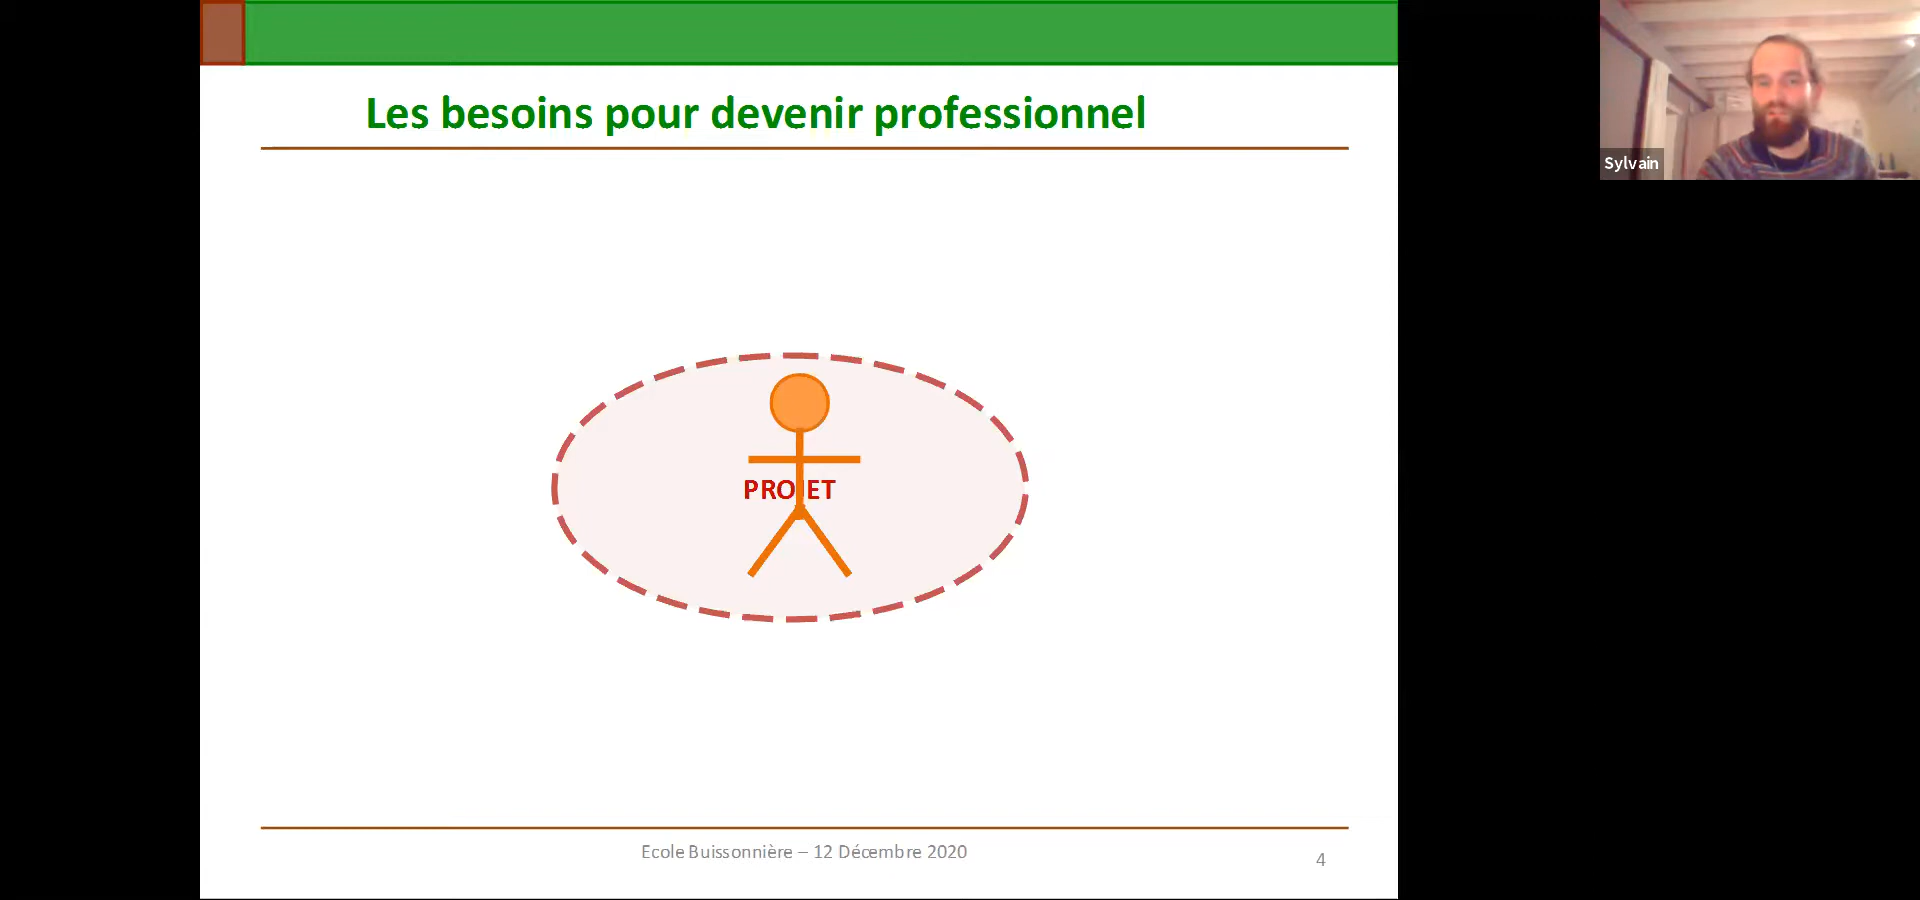 Les besoins pour devenir professionnel
Sylvain
PROJET
Ecole Buissonnière – 12 Décembre 2020
4